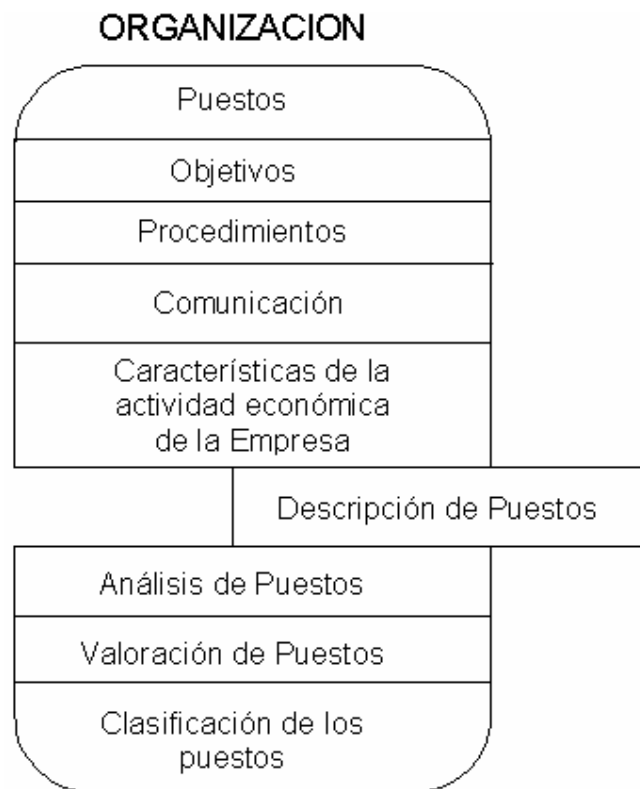 ORGANIZACION
Puestos
Objetivos
Procedimientos
Comunicación
Características de la
actividad económica
de la Empresa
Descripción de Puestos
Análisis de Puestos
Valoración de Puestos
Clasificación de los
puestos